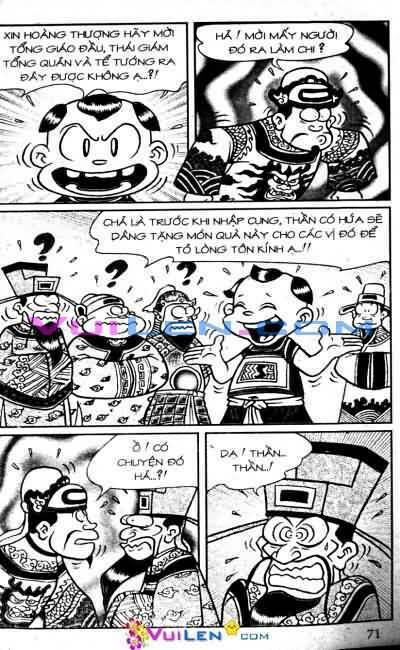 XIN HOÀNG THƯỢNG HÃY MỜI
TỔNG GIÁO ĐẦU, THÁI GIÁM
TỔNG QUẢN VÀ TỂ TƯỚNG RA
ĐÂY ĐƯỢC KHÔNG Ạ...?!
HẢ! MỜI MẤY NGƯỜI
ĐÓ RA LÀM CHI?
CHẢ LÀ TRƯỚC KHI NHẬP CUNG, THẦN CÓ HỨA SẼ
DÂNG TẶNG MÓN QUÀ NÀY CHO CÁC VỊ ĐÓ ĐỂ
TỎ LÒNG TÔN KÍNH Ạ...!!
?
?
?
VuiLen.com
Ồ! CÓ
CHUYỆN ĐÓ
HẢ...?!
DẠ! THẦN...
THẦN...!
71
VuiLen.com